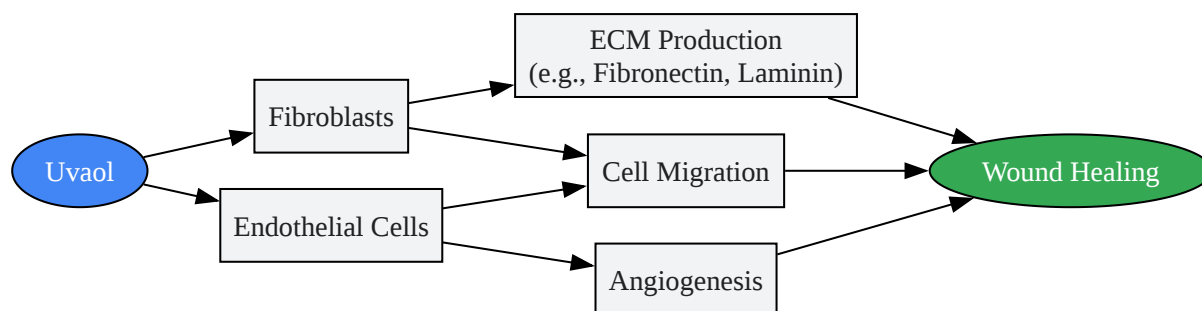 ECM Production
(e.g., Fibronectin, Laminin)
Fibroblasts
Uvaol
Cell Migration
Wound Healing
Endothelial Cells
Angiogenesis